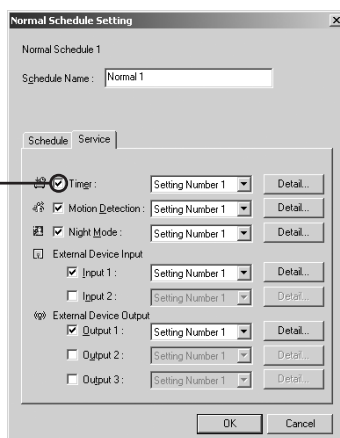 Normal Schedule Setting
Normal Schedule 1
Schedule Name : Normal 1
Schedule Service
Timer : Setting Number 1 Detail...
Motion Detection : Setting Number 1 Detail...
Night Mode : Setting Number 1 Detail...
External Device Input
Input 1 : Setting Number 1 Detail...
Input 2 : Setting Number 1 Detail...
External Device Output
Output 1 : Setting Number 1 Detail...
Output 2 : Setting Number 1 Detail...
Output 3 : Setting Number 1 Detail...
OK Cancel